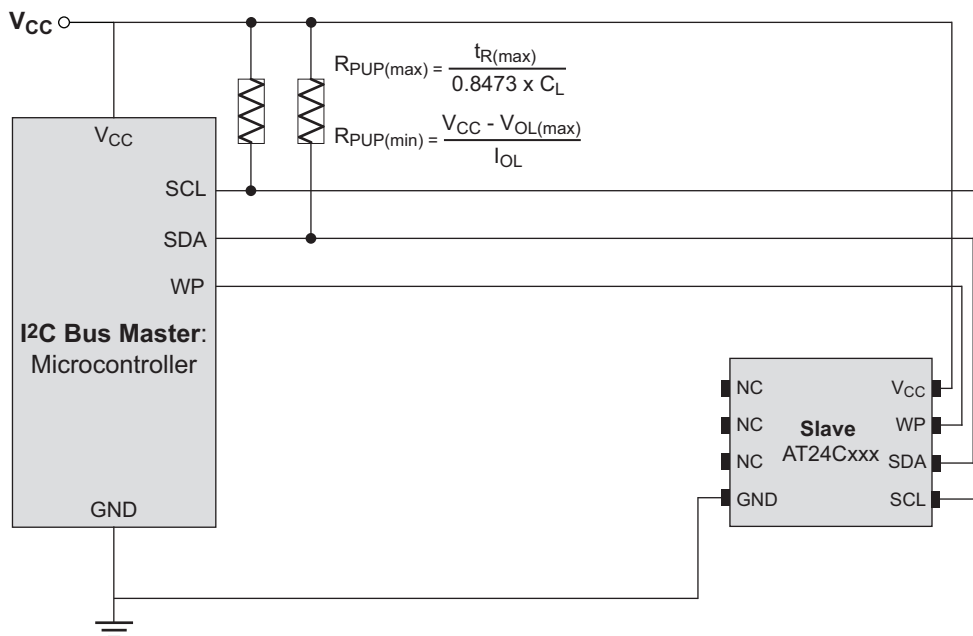 VCC
RPUP(max) = tR(max) / 0.8473 x CL
RPUP(min) = VCC - VOL(max) / IOL
VCC
SCL
SDA
WP
I2C Bus Master:
Microcontroller
GND
NC
NC
NC
GND
Slave
AT24Cxxx
VCC
WP
SDA
SCL